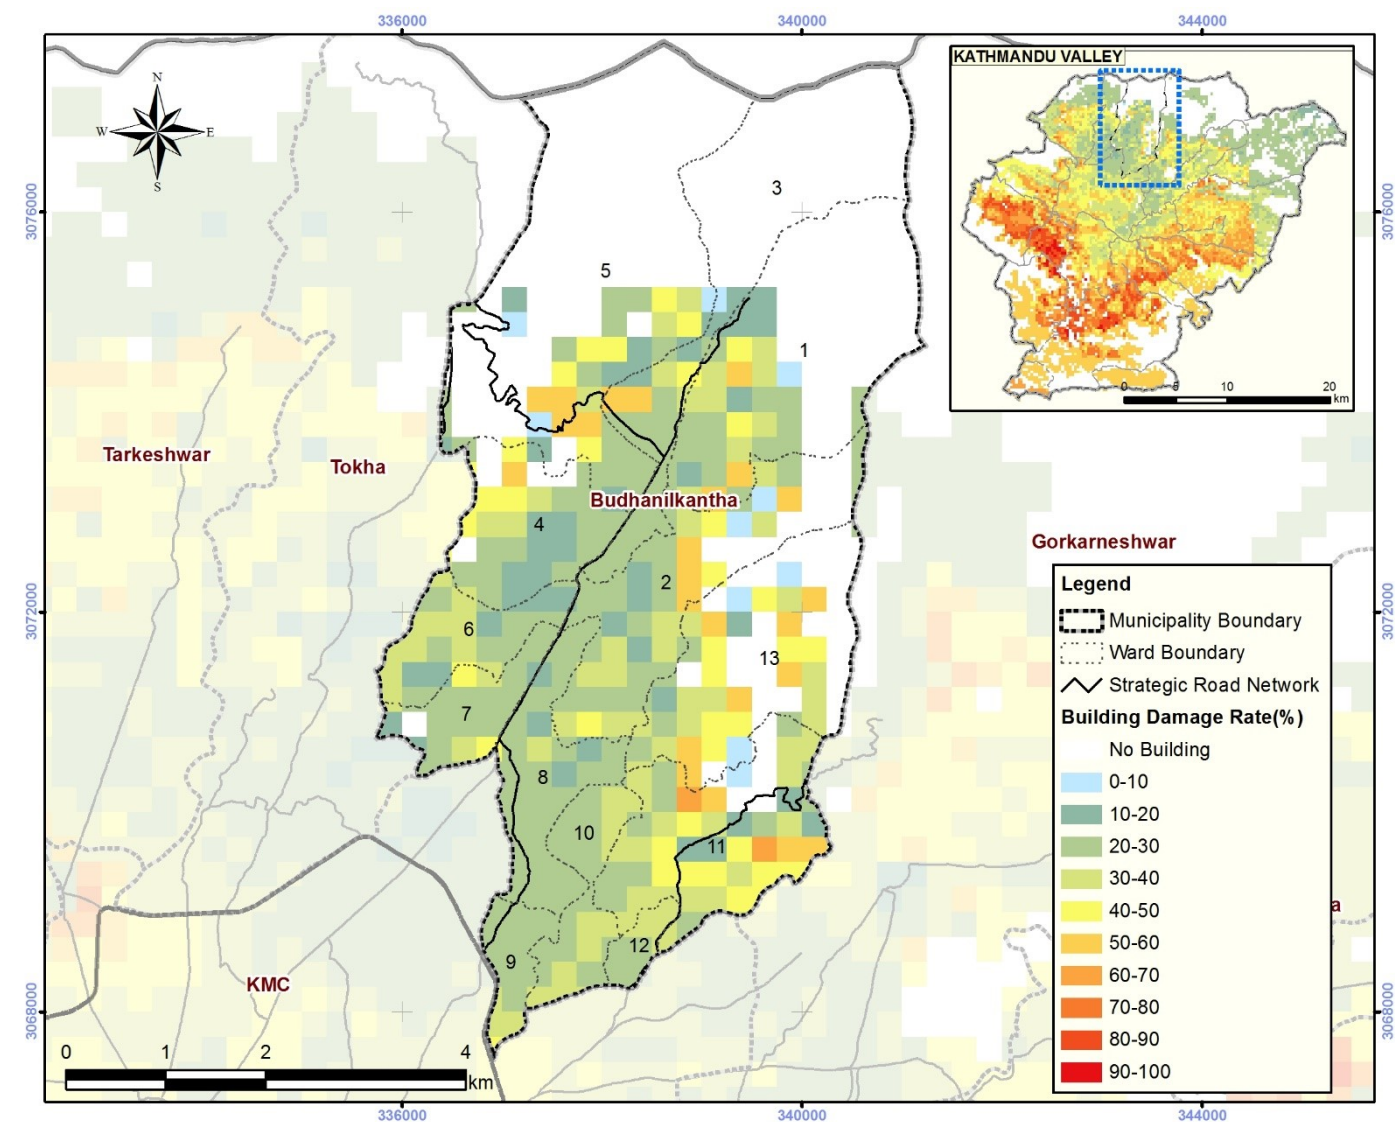 336000
340000
344000
KATHMANDU VALLEY
N
W
E
S
3
3076000
3076000
5
1
0
5
10
20
km
Tarkeshwar
Tokha
Budhanilkantha
4
Gorkarneshwar
2
3072000
3072000
6
13
7
8
10
11
12
9
KMC
a
Legend
Municipality Boundary
Ward Boundary
Strategic Road Network
Building Damage Rate(%)
No Building
0-10
10-20
20-30
30-40
40-50
50-60
60-70
70-80
80-90
90-100
3068000
3068000
0
1
2
4
km
336000
340000
344000